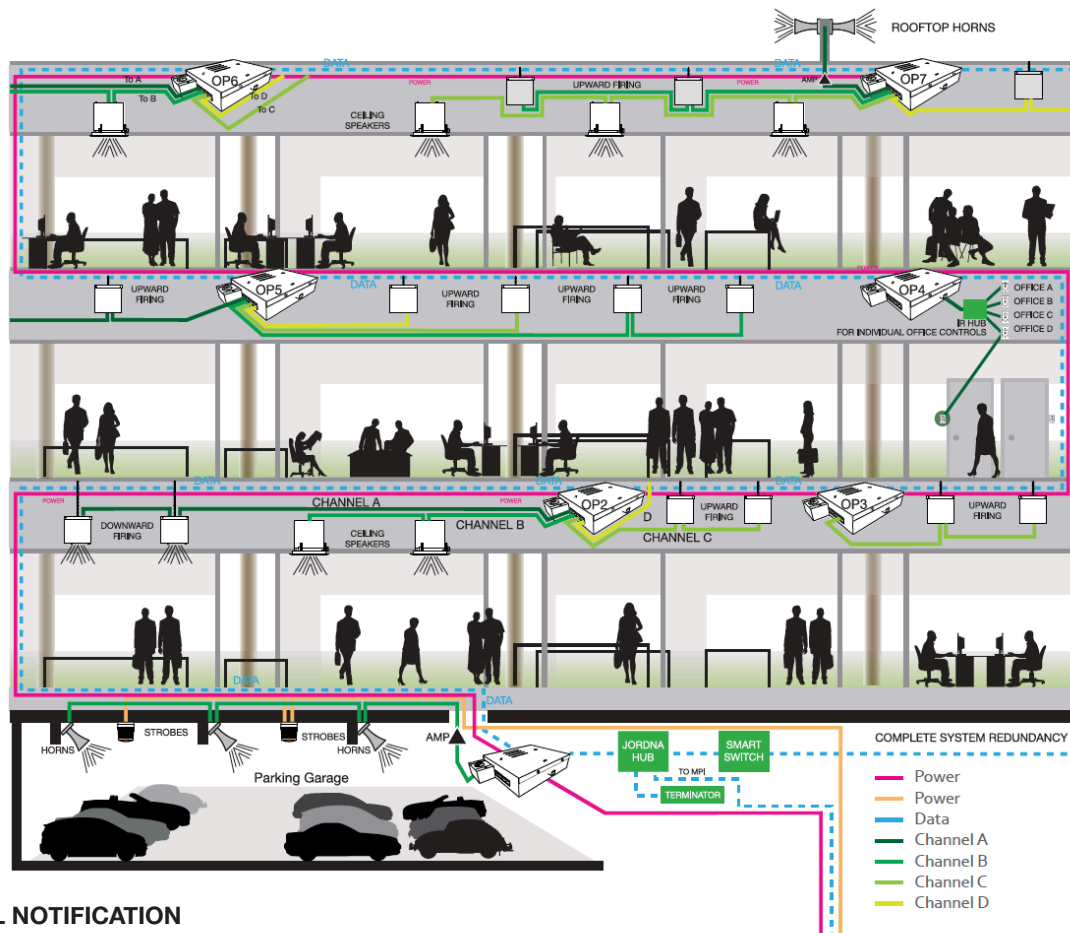 ROOFTOP HORNS
DATA
DATA
OP6
OP7
To A
To B
To D
To C
POWER
UPWARD FIRING
POWER
AMP
CEILING
SPEAKERS
POWER
DATA
DATA
UPWARD
FIRING
OP5
UPWARD
FIRING
UPWARD
FIRING
UPWARD
FIRING
OP4
OFFICE A
OFFICE B
OFFICE C
OFFICE D
IR HUB
FOR INDIVIDUAL OFFICE CONTROLS
DATA
DATA
DATA
POWER
CHANNEL A
POWER
OP2
OP3
DOWNWARD
FIRING
CHANNEL B
CEILING
SPEAKERS
D
UPWARD
FIRING
CHANNEL C
UPWARD
FIRING
DATA
DATA
HORNS
STROBES
STROBES
HORNS
AMP
Parking Garage
JORDNA
HUB
SMART
SWITCH
TO MPI
TERMINATOR
COMPLETE SYSTEM REDUNDANCY
Power
Power
Data
Channel A
Channel B
Channel C
Channel D
L NOTIFICATION